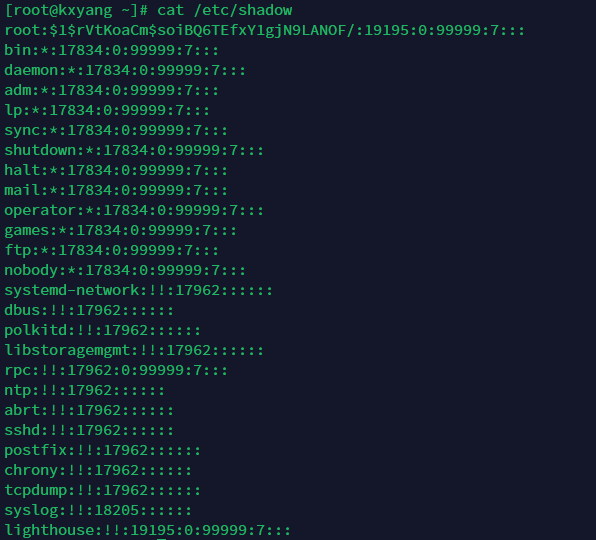 [root@kxyang ~]# cat /etc/shadow
root:$1$rVtKoaCm$soiBQ6TEfxY1gjN9LANOF/:19195:0:99999:7:::
bin:*:17834:0:99999:7:::
daemon:*:17834:0:99999:7:::
adm:*:17834:0:99999:7:::
lp:*:17834:0:99999:7:::
sync:*:17834:0:99999:7:::
shutdown:*:17834:0:99999:7:::
halt:*:17834:0:99999:7:::
mail:*:17834:0:99999:7:::
operator:*:17834:0:99999:7:::
games:*:17834:0:99999:7:::
ftp:*:17834:0:99999:7:::
nobody:*:17834:0:99999:7:::
systemd-network:!!:17962::::::
dbus:!!:17962::::::
polkitd:!!:17962::::::
libstoragemgmt:!!:17962::::::
rpc:!!:17962:0:99999:7:::
ntp:!!:17962::::::
abrt:!!:17962::::::
sshd:!!:17962::::::
postfix:!!:17962::::::
chrony:!!:17962::::::
tcpdump:!!:17962::::::
syslog:!!:18205::::::
lighthouse:!!:19195:0:99999:7:::